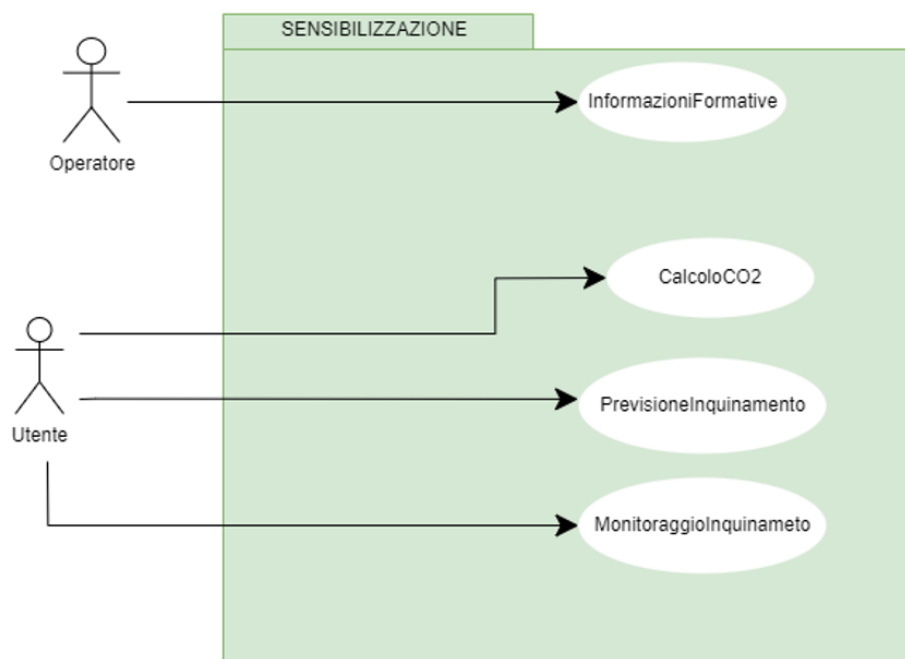 SENSIBILIZZAZIONE
InformazioniFormative
Operatore
CalcoloCO2
PrevisioneInquinamento
Utente
MonitoraggioInquinameto